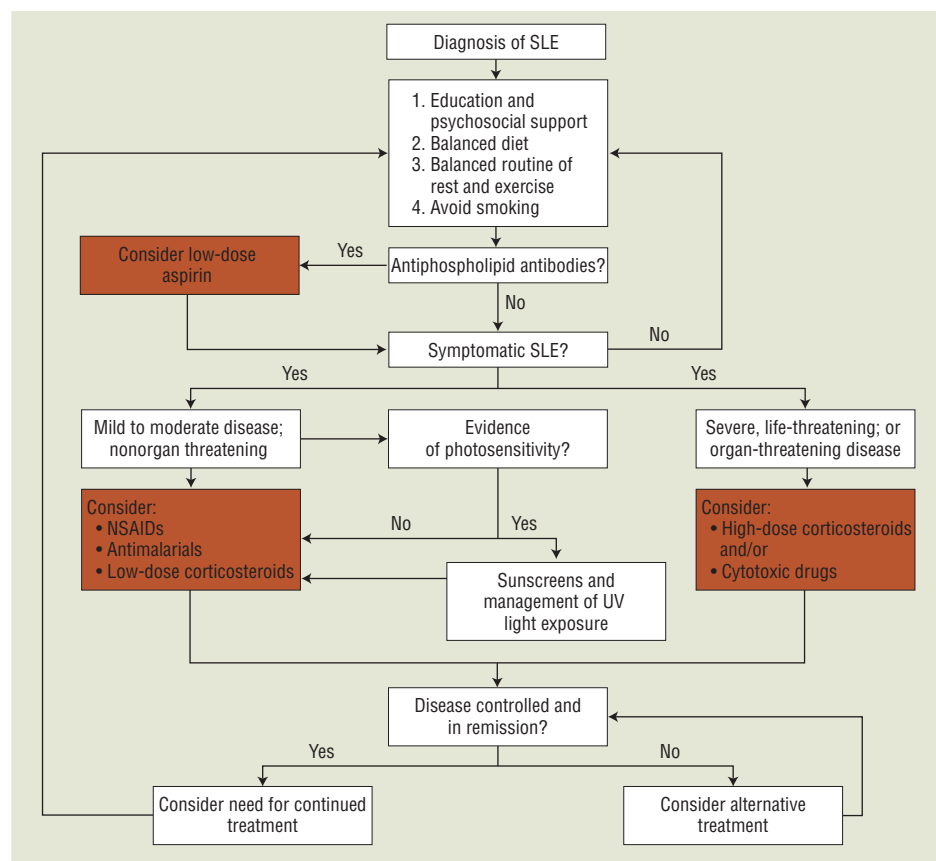 Diagnosis of SLE
1. Education and
psychosocial support
2. Balanced diet
3. Balanced routine of
rest and exercise
4. Avoid smoking
Consider low-dose
aspirin
Yes
Antiphospholipid antibodies?
No
Symptomatic SLE?
No
Yes
Yes
Mild to moderate disease;
nonorgan threatening
Evidence
of photosensitivity?
Severe, life-threatening; or
organ-threatening disease
Consider:
• NSAIDs
• Antimalarials
• Low-dose corticosteroids
No
Yes
Consider:
• High-dose corticosteroids
and/or
• Cytotoxic drugs
Sunscreens and
management of UV
light exposure
Disease controlled and
in remission?
Yes
No
Consider need for continued
treatment
Consider alternative
treatment